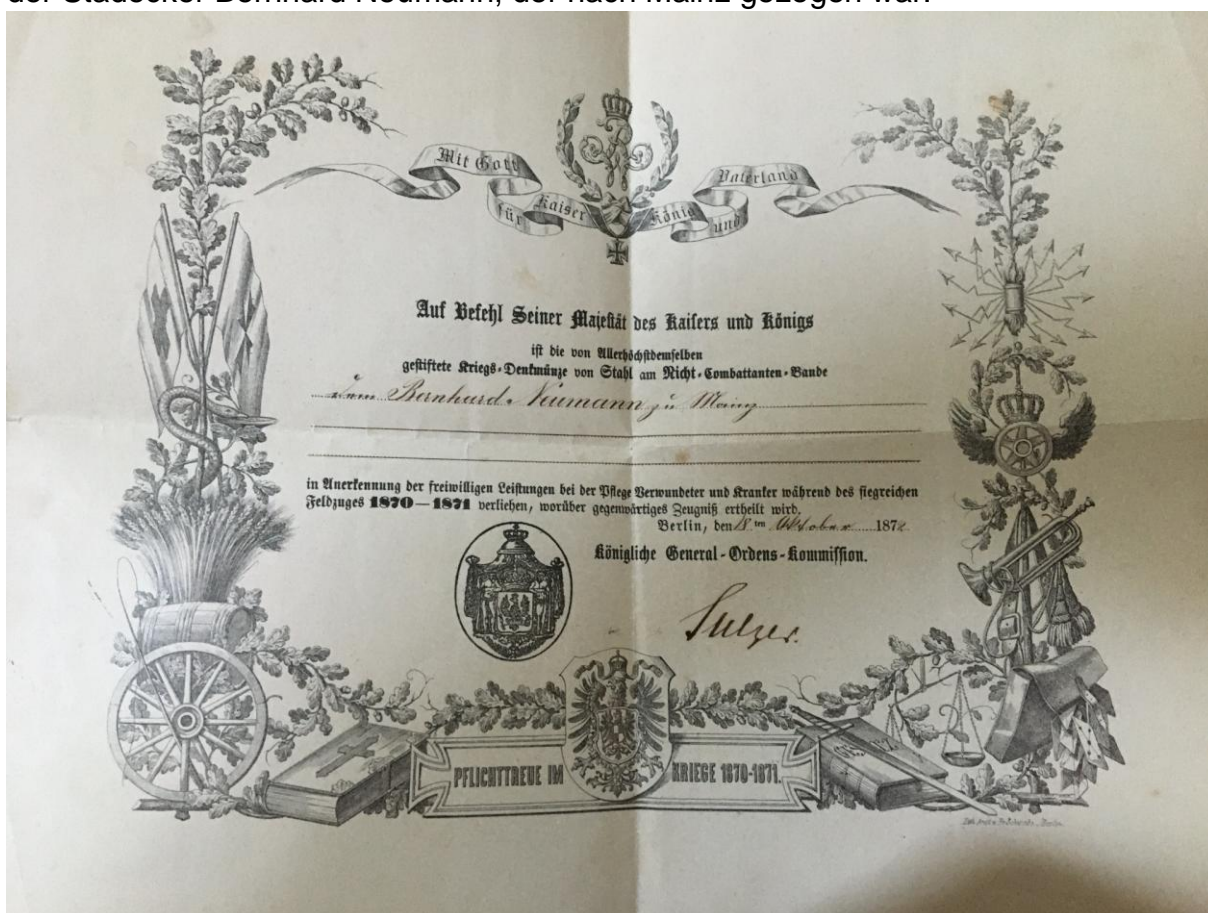 der Stadecker Bernhard Neumann, der nach Mainz gezogen war.
Mit Gott für Kaiser König und Vaterland
Auf Befehl Seiner Majestät des Kaisers und Königs
ist die von Allerhöchstdemselben
gestiftete Kriegs-Denkmünze von Stahl am Nicht-Combattanten-Bande
dem Bernhard Neumann zu Mainz
in Anerkennung der freiwilligen Leistungen bei der Pflege Verwundeter und Kranker während des siegreichen
Feldzuges 1870—1871 verliehen, worüber gegenwärtiges Zeugniß ertheilt wird.
Berlin, den 18 ten Oktober 1872
Königliche General-Ordens-Kommission.
Sulzer.
PFLICHTTREUE IM KRIEGE 1870-1871.